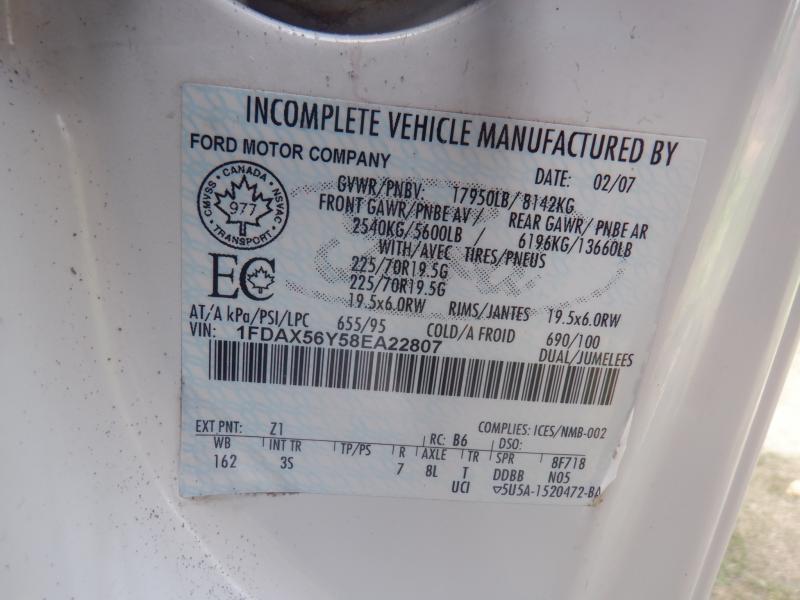 INCOMPLETE VEHICLE MANUFACTURED BY
FORD MOTOR COMPANY
DATE: 02/07
GVWR/PNBV: 17950LB/8142KG
FRONT GAWR/PNBE AV / REAR GAWR/ PNBE AR
2540KG/5600LB / 6196KG/13660LB
WITH/AVEC TIRES/PNEUS
225/70R19.5G
225/70R19.5G
19.5x6.0RW RIMS/JANTES 19.5x6.0RW
CMVSS · CANADA · NSVAC
977
TRANSPORT
EC
AT/A kPa/PSI/LPC 655/95 COLD/A FROID 690/100
VIN: 1FDAX56Y58EA22807 DUAL/JUMELEES
EXT PNT: Z1 RC: B6 DSO: COMPLIES: ICES/NMB-002
WB INT TR TP/PS R AXLE TR SPR 8F718
162 3S 7 8L T DDBB N05
UCI ▽5U5A-1520472-BA